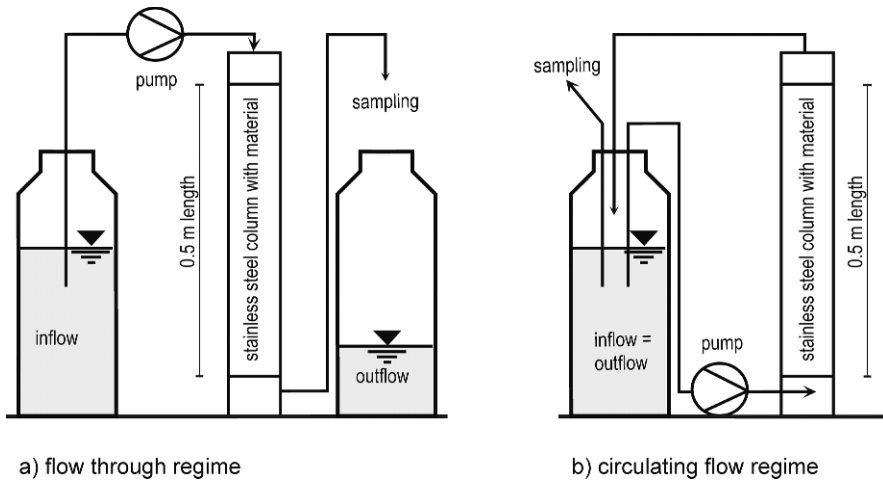 pump
sampling
0.5 m length
stainless steel column with material
inflow
outflow
a) flow through regime
sampling
stainless steel column with material
0.5 m length
inflow =
outflow
pump
b) circulating flow regime